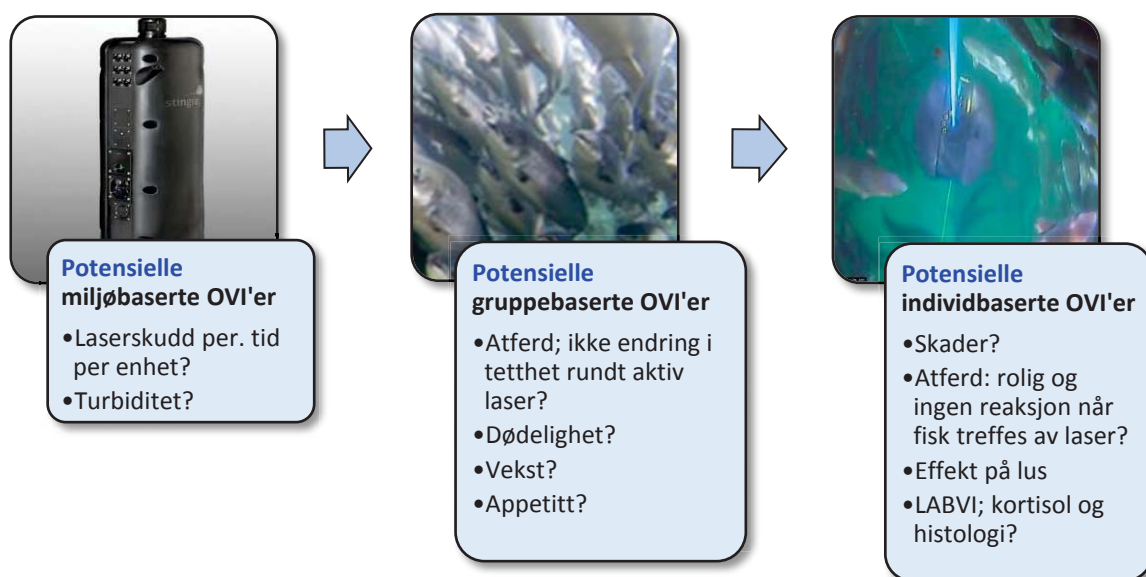 stingray
Potensielle
miljøbaserte OVI'er
•Laserskudd per. tid
per enhet?
•Turbiditet?
Potensielle
gruppebaserte OVI'er
•Atferd; ikke endring i
tetthet rundt aktiv
laser?
•Dødelighet?
•Vekst?
•Appetitt?
Potensielle
individbaserte OVI'er
•Skader?
•Atferd: rolig og
ingen reaksjon når
fisk treffes av laser?
•Effekt på lus
•LABVI; kortisol og
histologi?